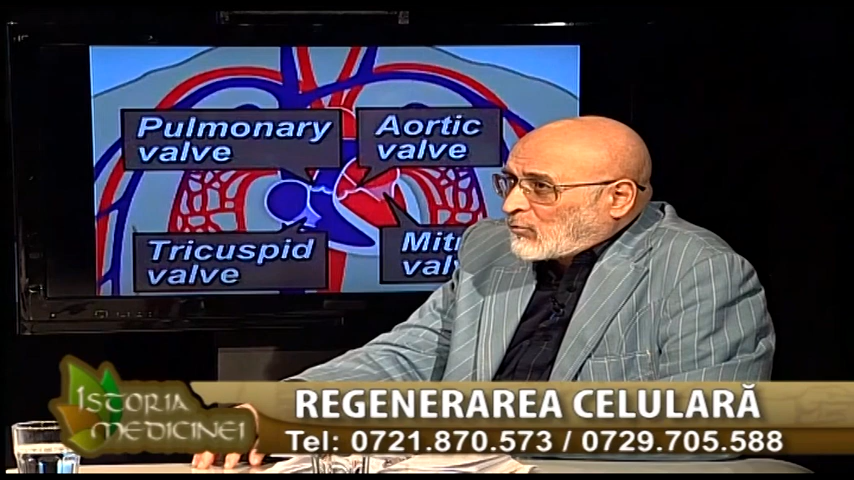 Pulmonary
valve
Aortic
valve
Tricuspid
valve
ISTORIA
MEDICINEI
REGENERAREA CELULARĂ
Tel: 0721.870.573 / 0729.705.588